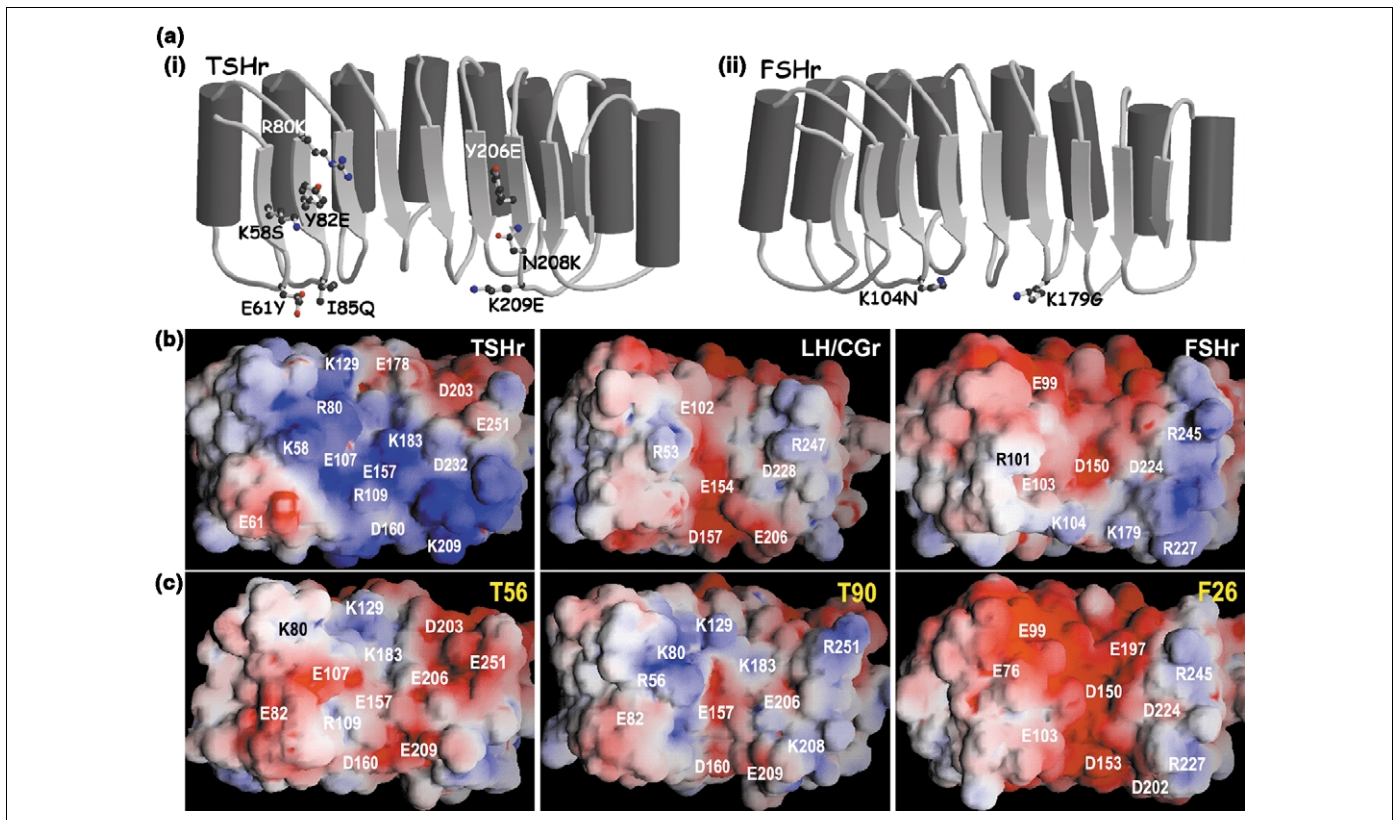 (a)
(i) TSHr
(ii) FSHr
R80K
Y206E
K58S
Y82E
N208K
E61Y
I85Q
K209E
K104N
K179G
(b)
TSHr
K129
E178
D203
R80
E251
K58
K183
E107
E157
D232
R109
E61
D160
K209
LH/CGr
E102
R53
R247
D228
E154
D157
E206
FSHr
E99
R245
R101
D150
D224
E103
K104
K179
R227
(c)
T56
K129
K80
D203
K183
E107
E251
E206
E157
E82
R109
E209
D160
T90
K129
R251
K80
K183
R56
E206
E157
E82
K208
D160
E209
F26
E99
E197
E76
R245
D150
D224
E103
D153
R227
D202